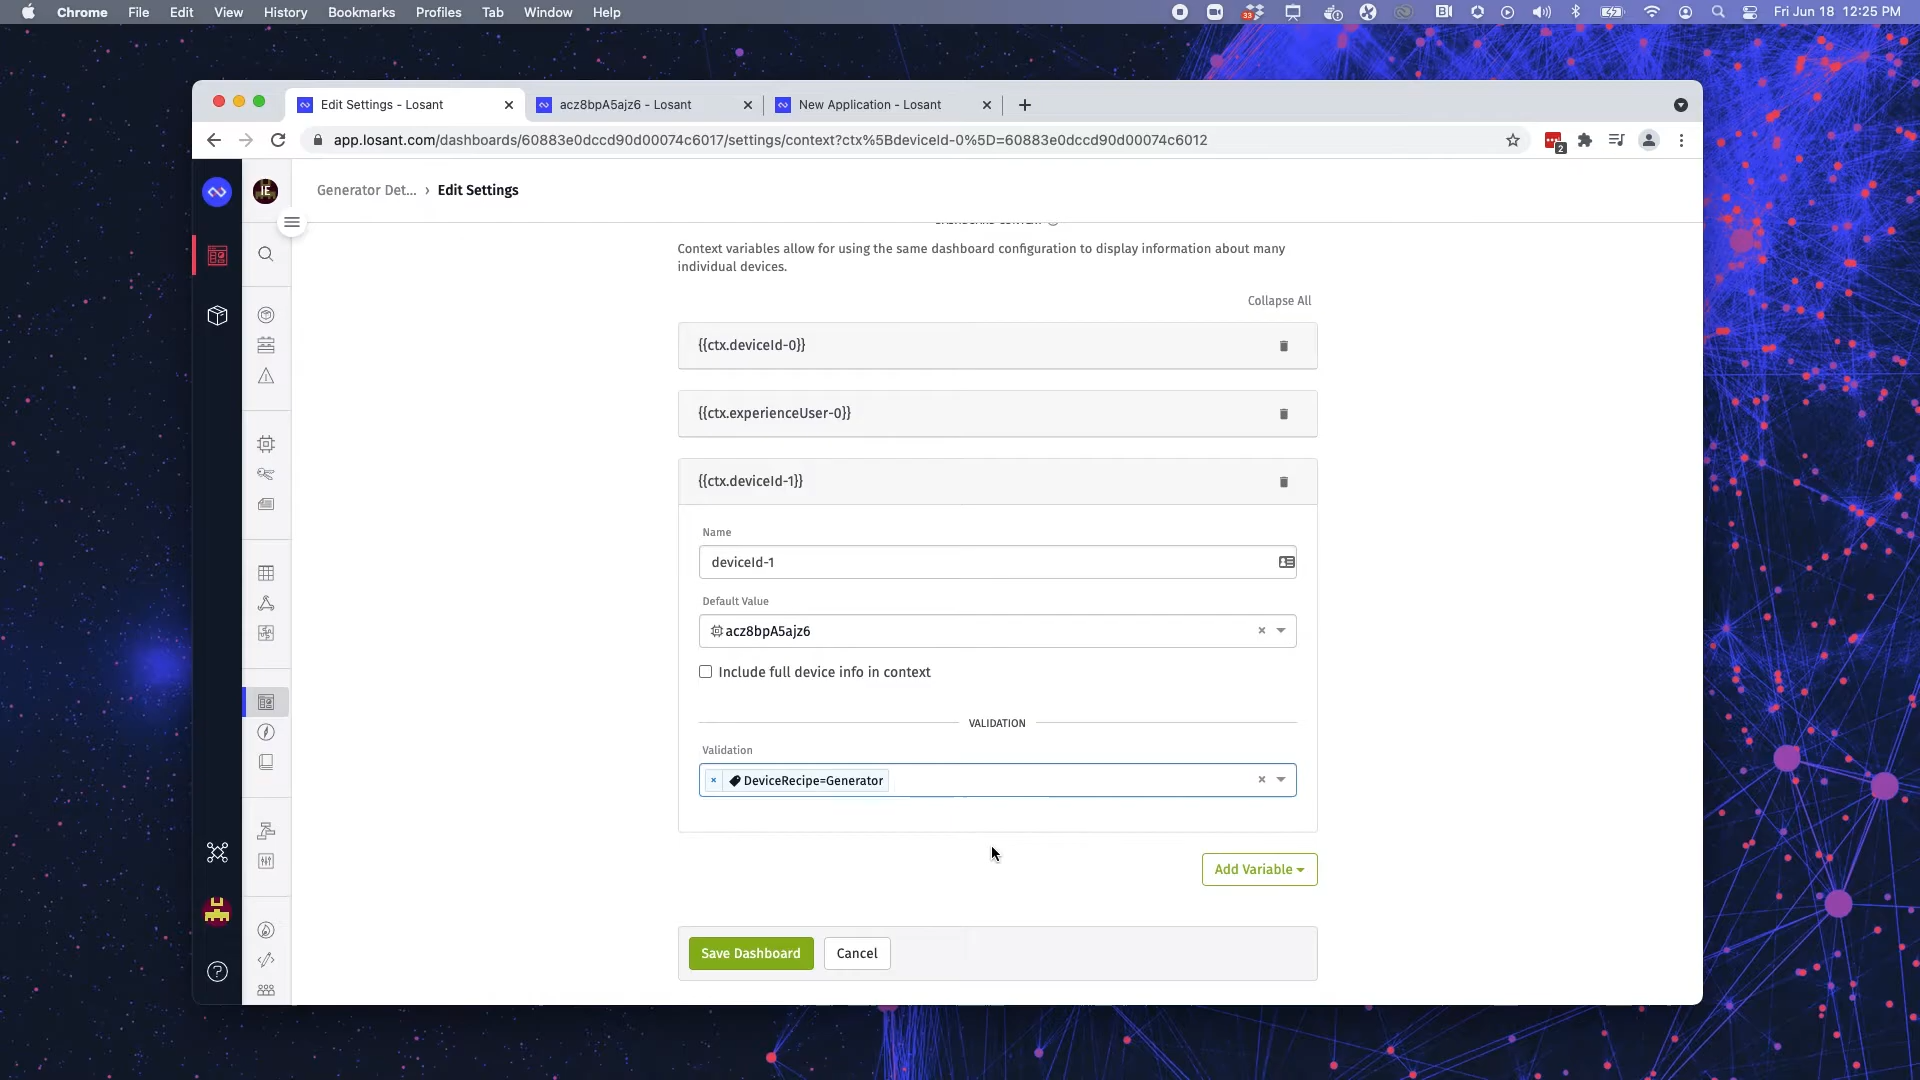 Chrome File Edit View History Bookmarks Profiles Tab Window Help
33
Fri Jun 18 12:25 PM
Edit Settings - Losant
acz8bpA5ajz6 - Losant
New Application - Losant
app.losant.com/dashboards/60883e0dccd90d00074c6017/settings/context?ctx%5BdeviceId-0%5D=60883e0dccd90d00074c6012
2
IE
Generator Det... › Edit Settings
Context variables allow for using the same dashboard configuration to display information about many
individual devices.
Collapse All
{{ctx.deviceId-0}}
{{ctx.experienceUser-0}}
{{ctx.deviceId-1}}
Name
deviceId-1
Default Value
acz8bpA5ajz6
Include full device info in context
VALIDATION
Validation
DeviceRecipe=Generator
Add Variable
Save Dashboard
Cancel